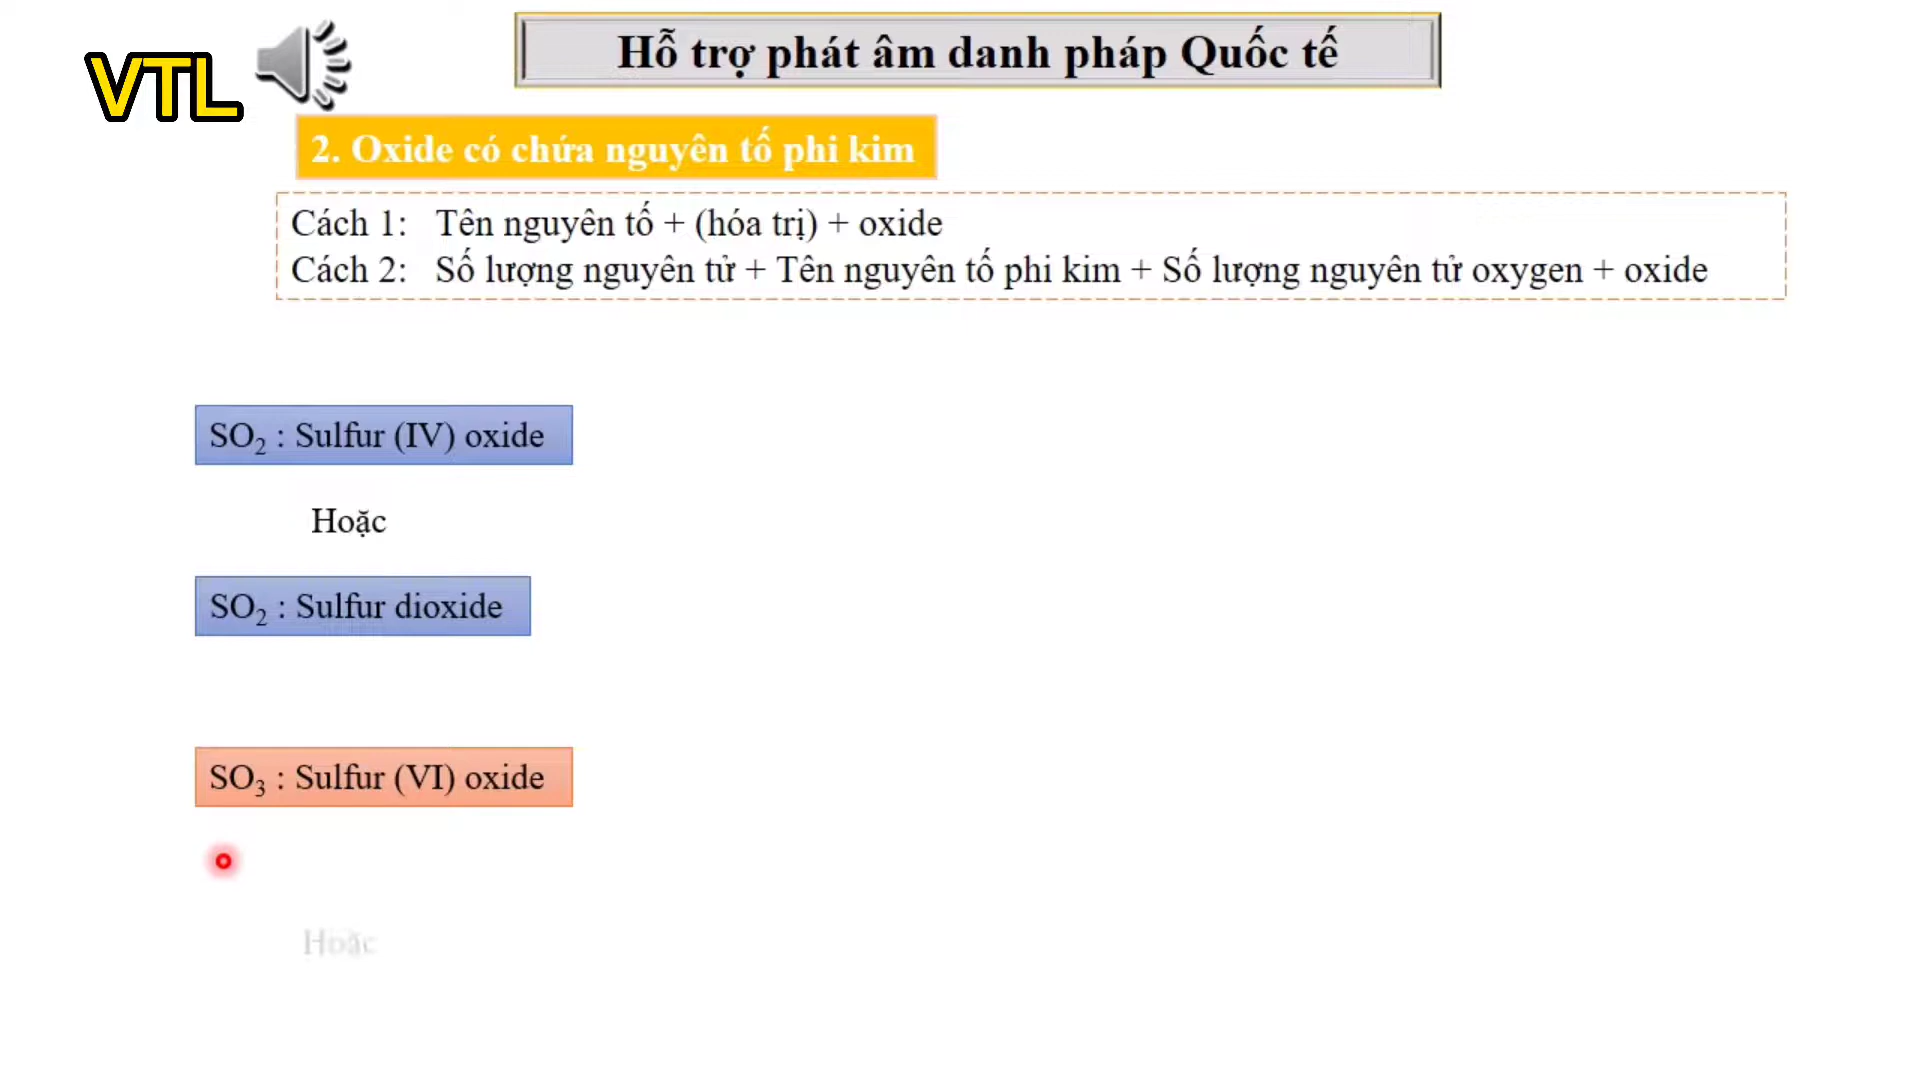 VTL
Hỗ trợ phát âm danh pháp Quốc tế
2. Oxide có chứa nguyên tố phi kim
Cách 1: Tên nguyên tố + (hóa trị) + oxide
Cách 2: Số lượng nguyên tử + Tên nguyên tố phi kim + Số lượng nguyên tử oxygen + oxide
SO₂ : Sulfur (IV) oxide
Hoặc
SO₂ : Sulfur dioxide
SO₃ : Sulfur (VI) oxide
Hoặc